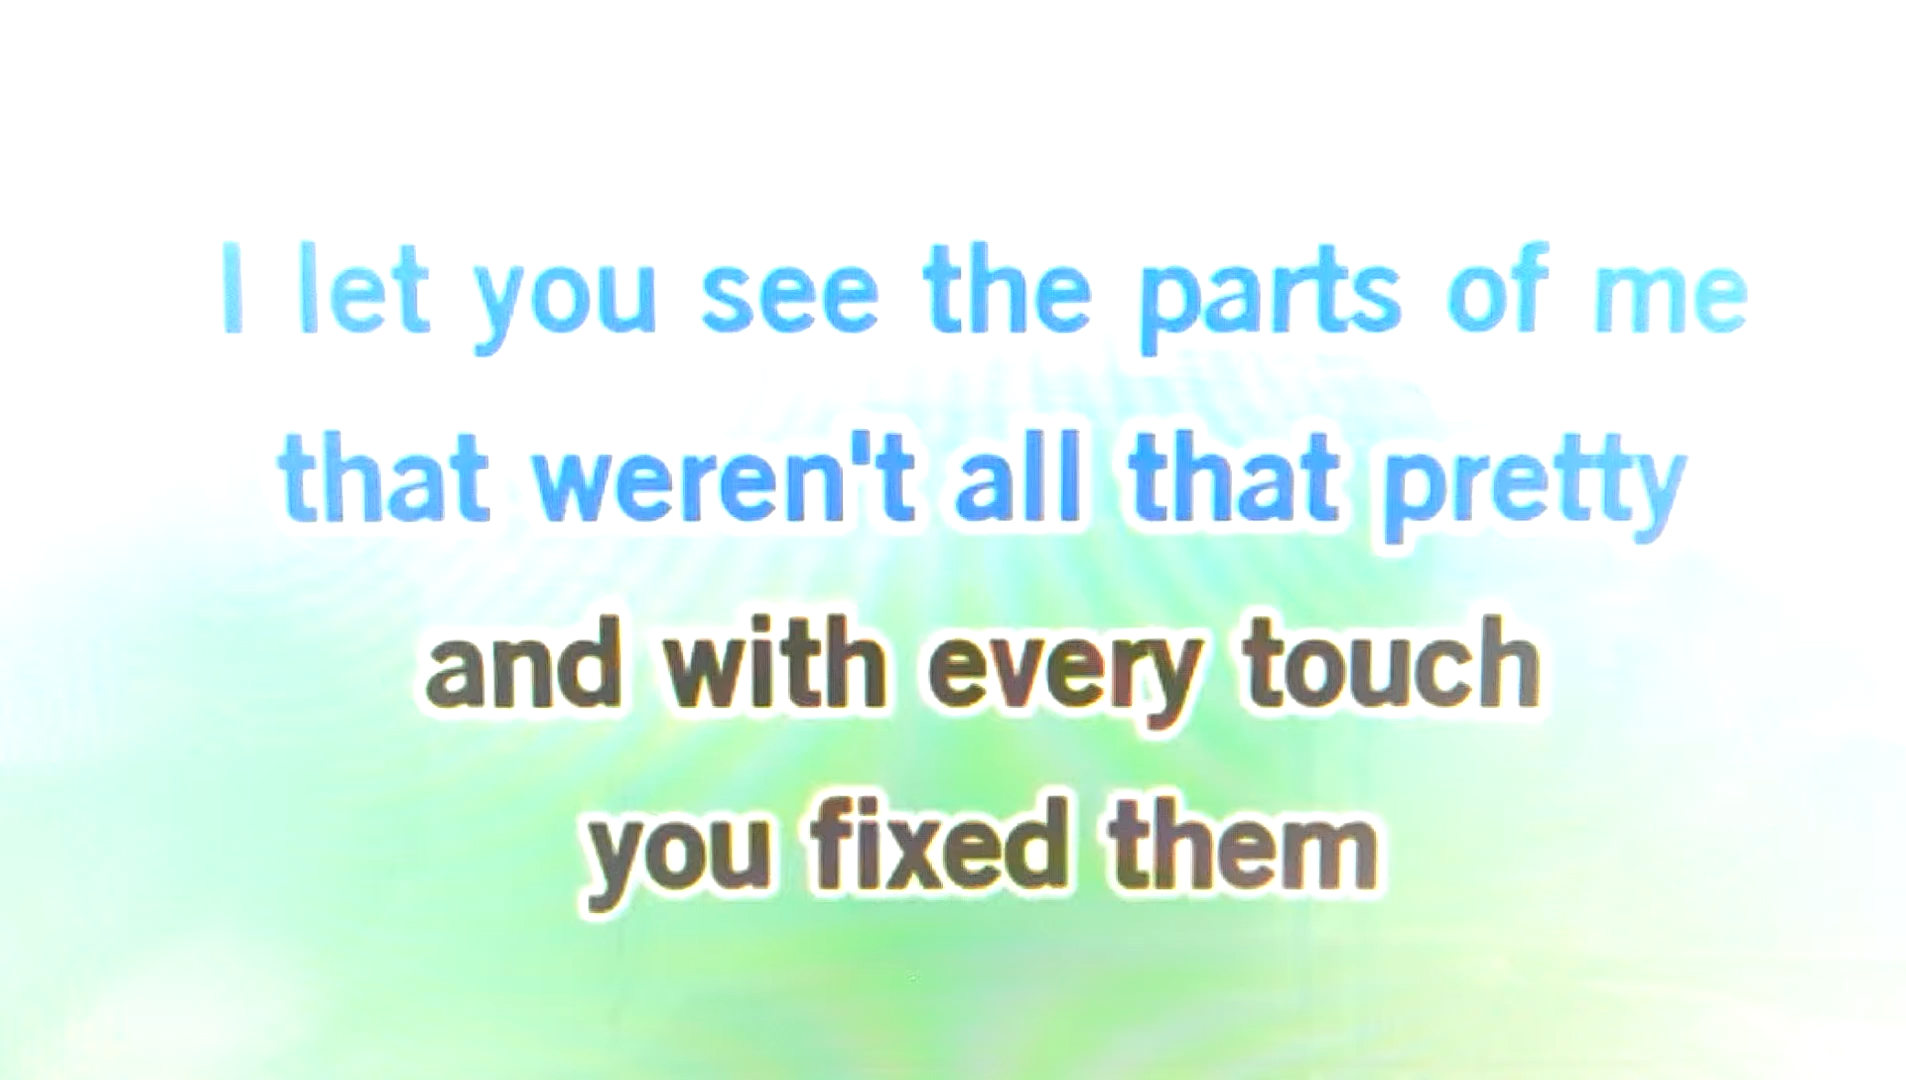 I let you see the parts of me
that weren't all that pretty
and with every touch
you fixed them